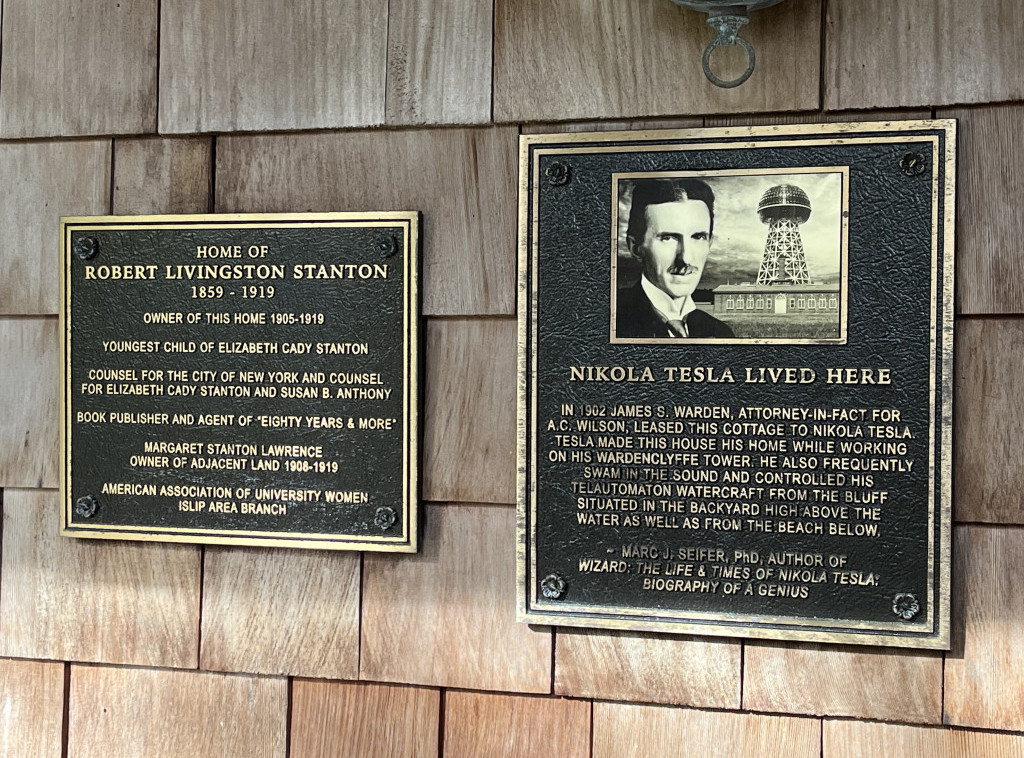 HOME OF
ROBERT LIVINGSTON STANTON
1859 - 1919
OWNER OF THIS HOME 1905-1919
YOUNGEST CHILD OF ELIZABETH CADY STANTON
COUNSEL FOR THE CITY OF NEW YORK AND COUNSEL
FOR ELIZABETH CADY STANTON AND SUSAN B. ANTHONY
BOOK PUBLISHER AND AGENT OF "EIGHTY YEARS & MORE"
MARGARET STANTON LAWRENCE
OWNER OF ADJACENT LAND 1908-1919
AMERICAN ASSOCIATION OF UNIVERSITY WOMEN
ISLIP AREA BRANCH
NIKOLA TESLA LIVED HERE
IN 1902 JAMES S. WARDEN, ATTORNEY-IN-FACT FOR
A.C. WILSON, LEASED THIS COTTAGE TO NIKOLA TESLA.
TESLA MADE THIS HOUSE HIS HOME WHILE WORKING
ON HIS WARDENCLYFFE TOWER. HE ALSO FREQUENTLY
SWAM IN THE SOUND AND CONTROLLED HIS
TELAUTOMATON WATERCRAFT FROM THE BLUFF
SITUATED IN THE BACKYARD HIGH ABOVE THE
WATER AS WELL AS FROM THE BEACH BELOW.
~ MARC J. SEIFER, PhD, AUTHOR OF
WIZARD: THE LIFE & TIMES OF NIKOLA TESLA:
BIOGRAPHY OF A GENIUS